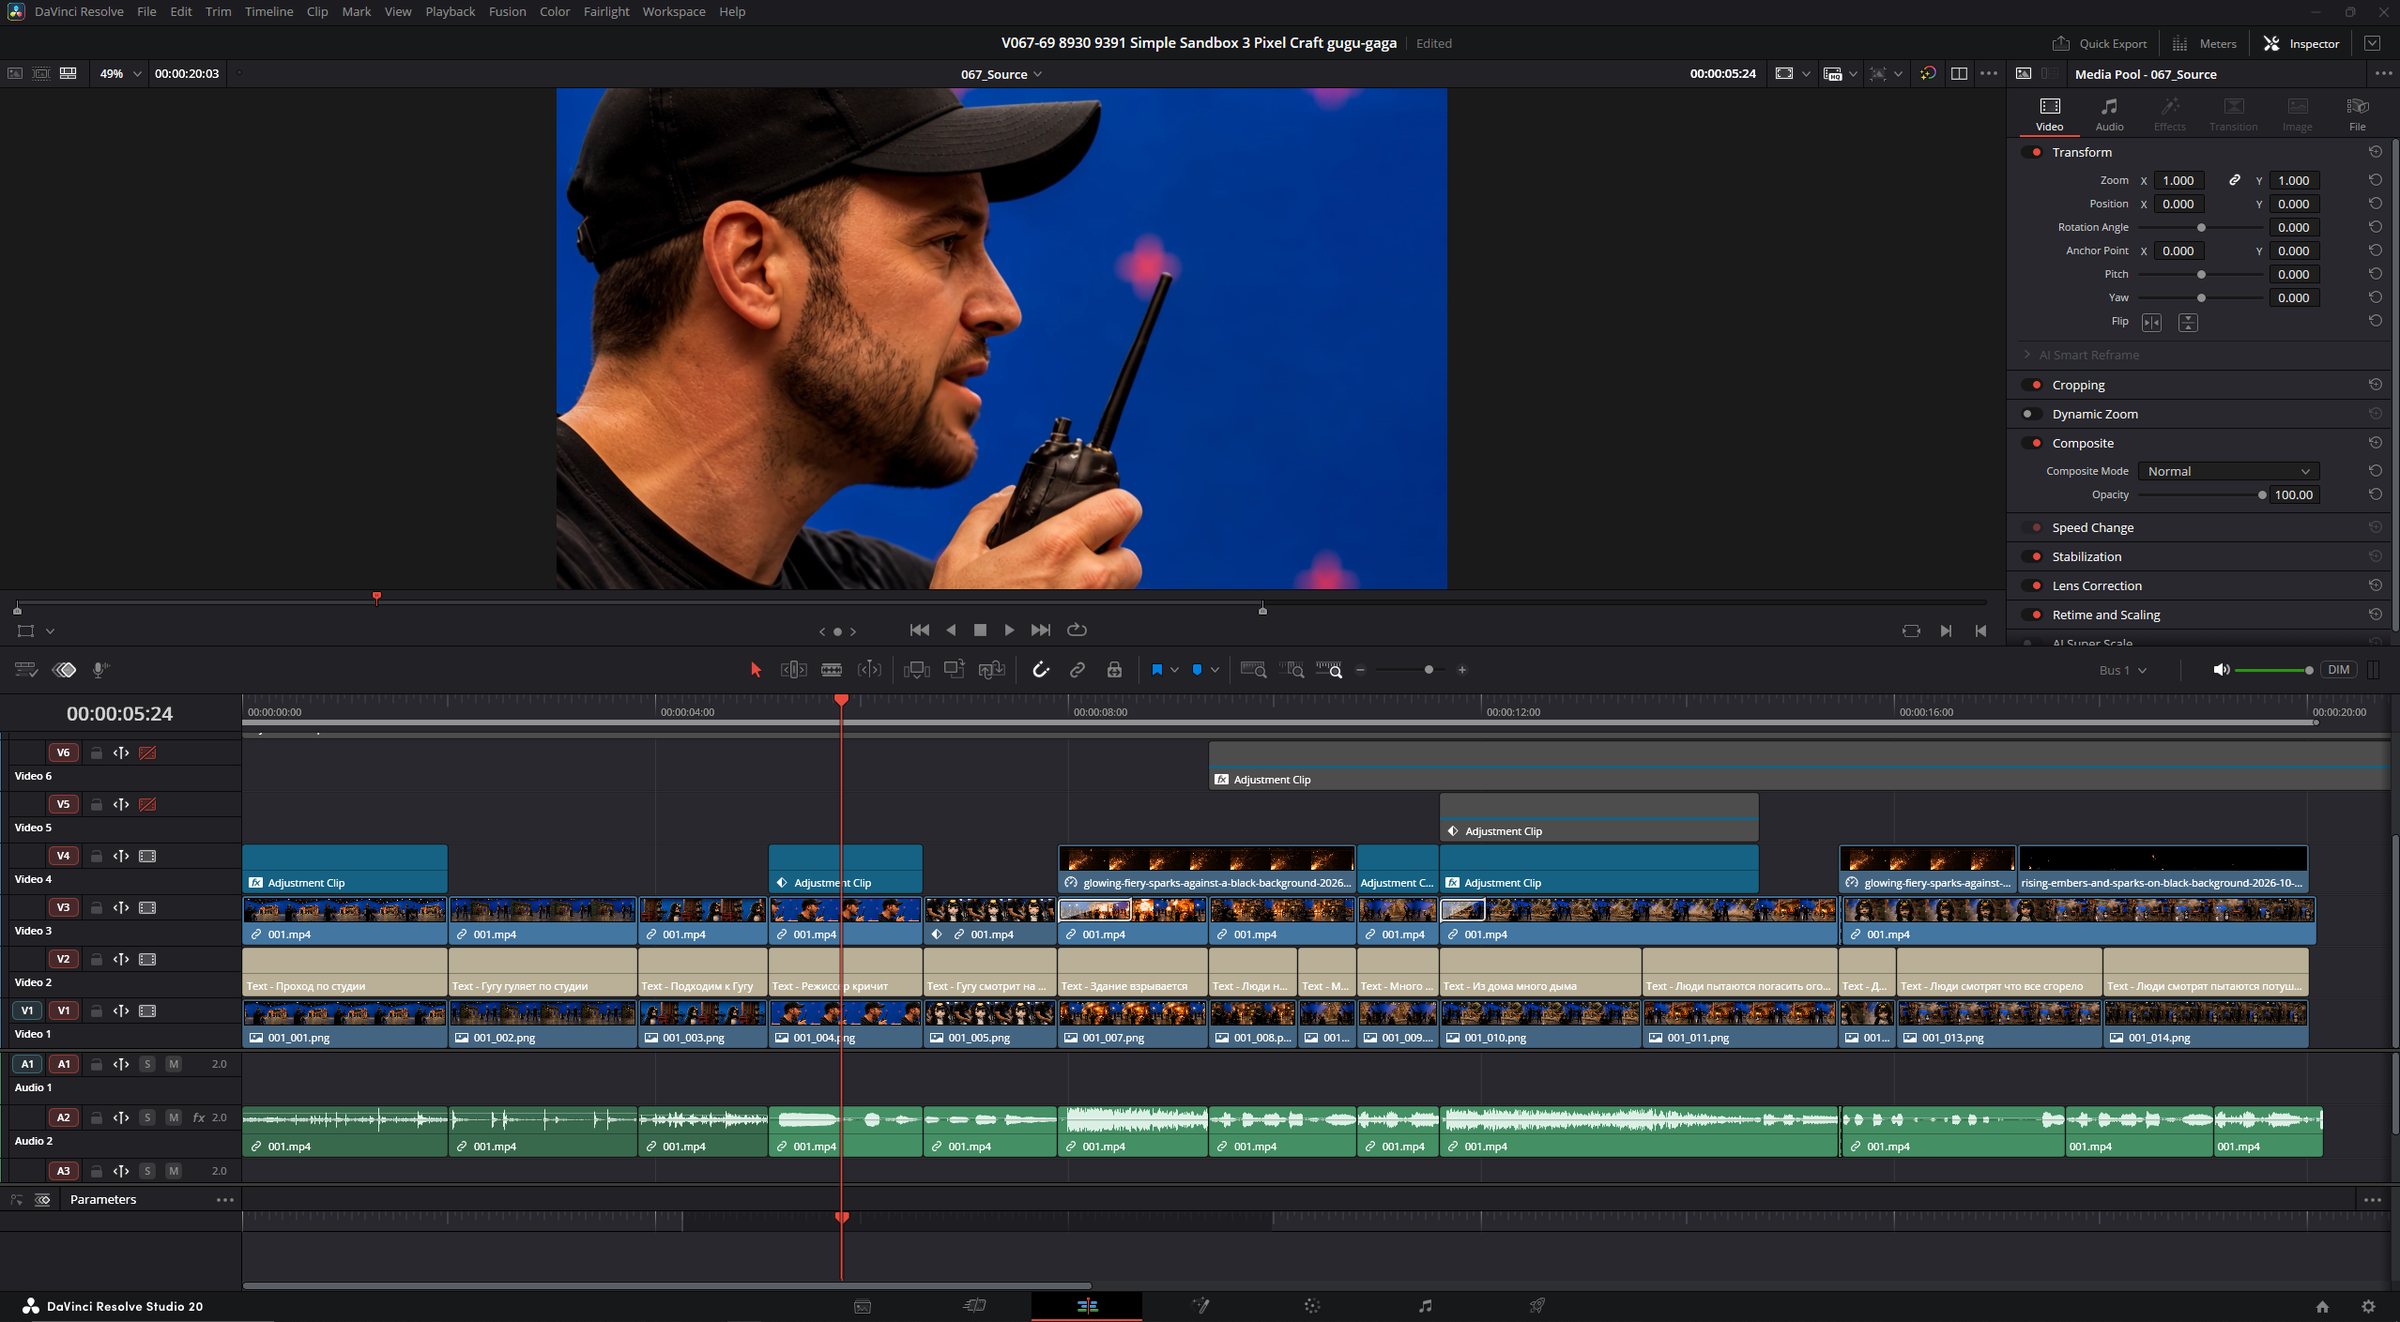 DaVinci Resolve File Edit Trim Timeline Clip Mark View Playback Fusion Color Fairlight Workspace Help
V067-69 8930 9391 Simple Sandbox 3 Pixel Craft gugu-gaga Edited
Quick Export Meters Inspector
49% 00:00:20:03 067_Source 00:00:05:24 Media Pool - 067_Source
Video Audio Effects Transition Image File
Transform
Zoom X 1.000 Y 1.000
Position X 0.000 Y 0.000
Rotation Angle 0.000
Anchor Point X 0.000 Y 0.000
Pitch 0.000
Yaw 0.000
Flip
AI Smart Reframe
Cropping
Dynamic Zoom
Composite
Composite Mode Normal
Opacity 100.00
Speed Change
Stabilization
Lens Correction
Retime and Scaling
AI Super Scale
Bus 1 DIM
00:00:05:24 00:00:00:00 00:00:04:00 00:00:08:00 00:00:12:00 00:00:16:00 00:00:20:00
V6
Video 6 Adjustment Clip
V5
Video 5 Adjustment Clip
V4
Video 4 fx Adjustment Clip Adjustment Clip glowing-fiery-sparks-against-a-black-background-2026... Adjustment C... fx Adjustment Clip glowing-fiery-sparks-against-... rising-embers-and-sparks-on-black-background-2026-10-...
V3
Video 3 001.mp4 001.mp4 001.mp4 001.mp4 001.mp4 001.mp4 001.mp4 001.mp4 001.mp4 001.mp4
V2
Video 2 Text - Проход по студии Text - Гугу гуляет по студии Text - Подходим к Гугу Text - Режиссер кричит Text - Гугу смотрит на ... Text - Здание взрывается Text - Люди н... Text - М... Text - Много ... Text - Из дома много дыма Text - Люди пытаются погасить ого... Text - Д... Text - Люди смотрят что все сгорело Text - Люди смотрят пытаются потуш...
V1 V1
Video 1 001_001.png 001_002.png 001_003.png 001_004.png 001_005.png 001_007.png 001_008.p... 001... 001_009.... 001_010.png 001_011.png 001... 001_013.png 001_014.png
A1 A1 S M 2.0
Audio 1
A2 S M fx 2.0
Audio 2 001.mp4 001.mp4 001.mp4 001.mp4 001.mp4 001.mp4 001.mp4 001.mp4 001.mp4 001.mp4 001.mp4 001.mp4
A3 S M 2.0
Parameters
DaVinci Resolve Studio 20